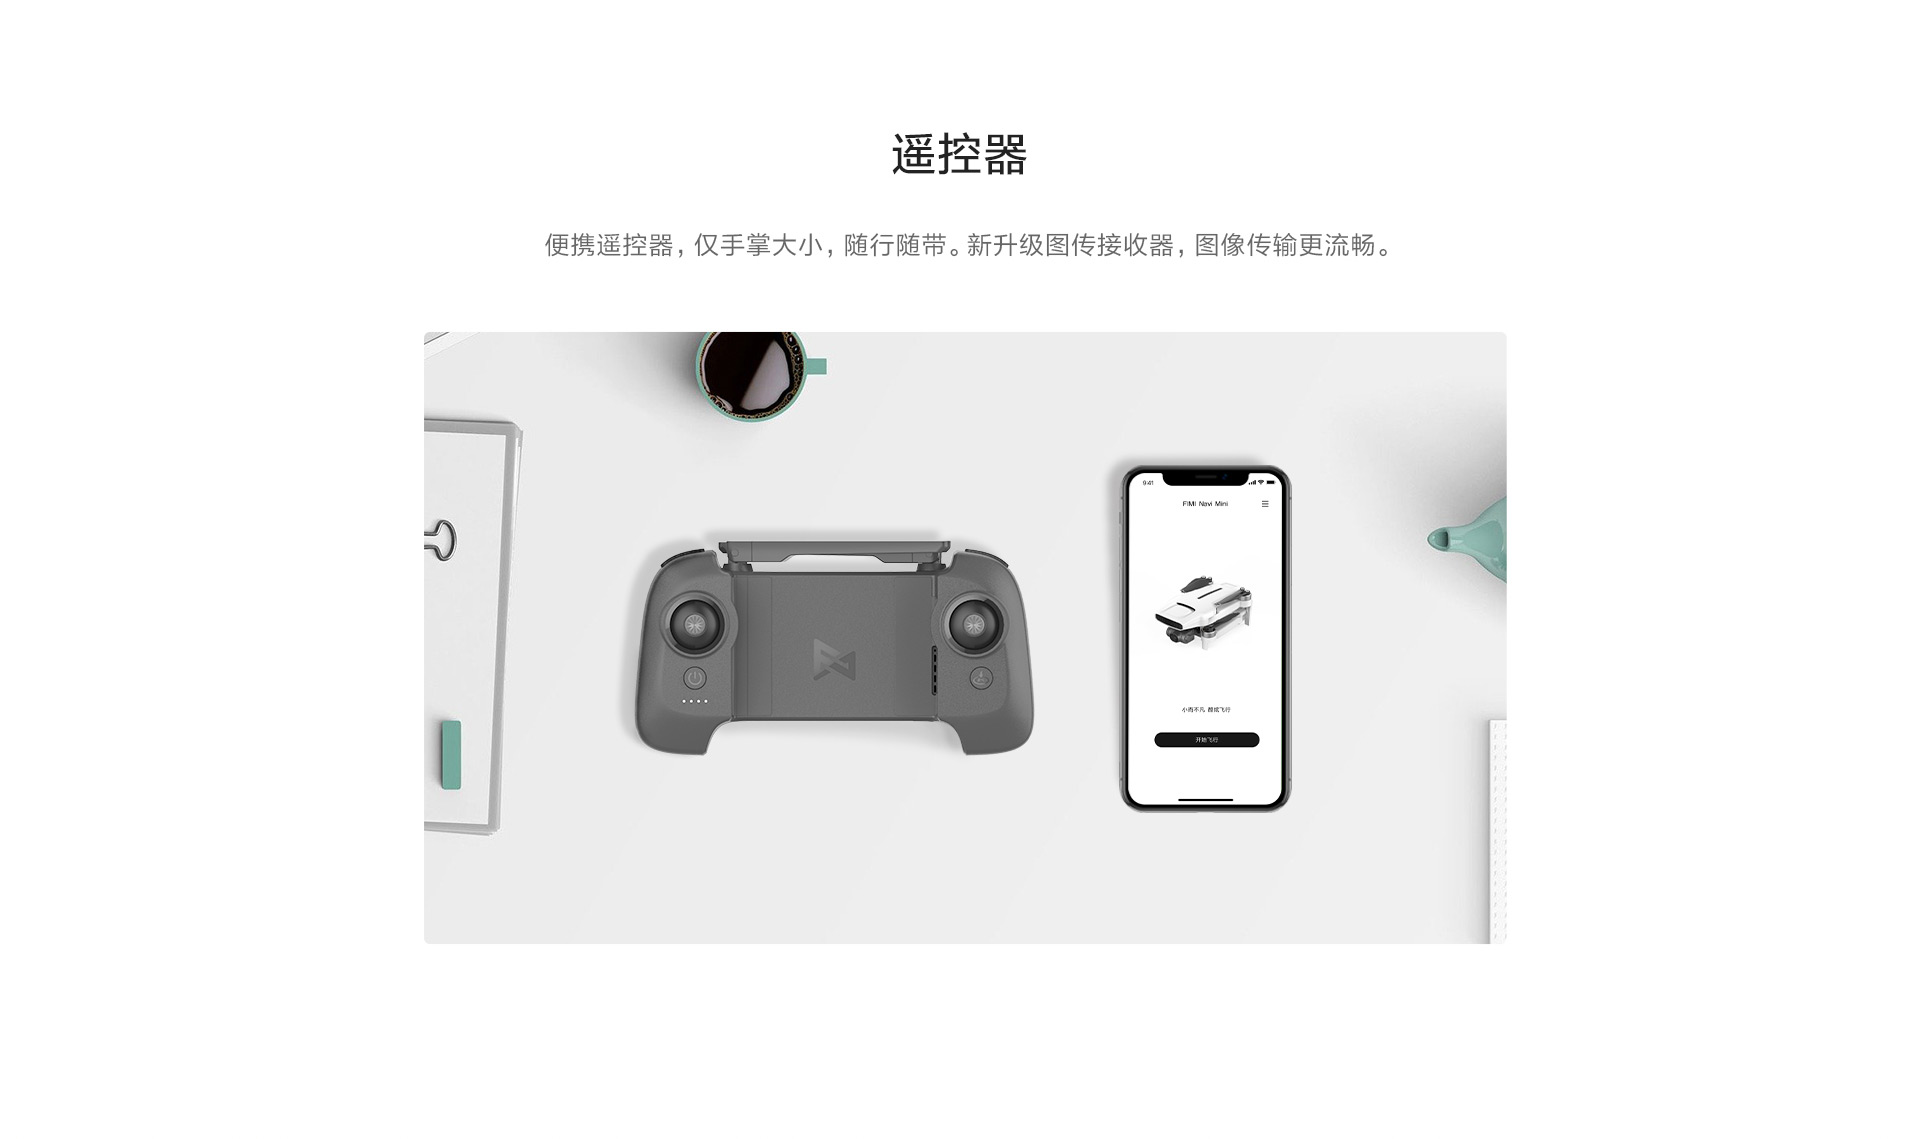 遥控器
便携遥控器，仅手掌大小，随行随带。新升级图传接收器，图像传输更流畅。
9:41
FIMI Navi Mini
小而不凡 酷炫飞行
开始飞行